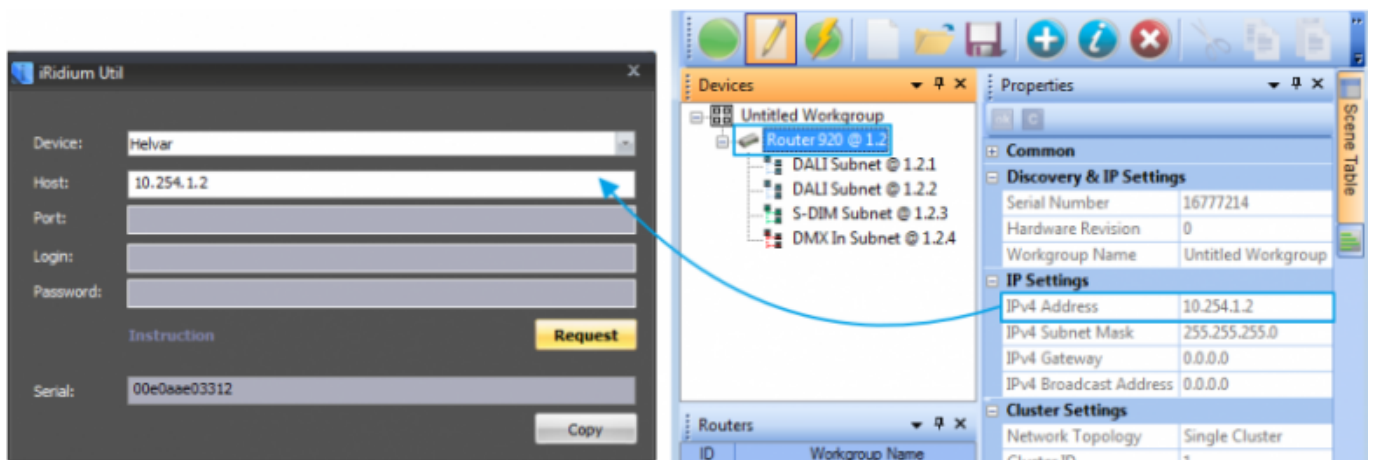 iRidium Util
Device: Helvar
Host: 10.254.1.2
Port:
Login:
Password:
Instruction Request
Serial: 00e0aae03312
Copy
Devices
Untitled Workgroup
Router 920 @ 1.2
DALI Subnet @ 1.2.1
DALI Subnet @ 1.2.2
S-DIM Subnet @ 1.2.3
DMX In Subnet @ 1.2.4
Routers
ID Workgroup Name
Properties
Common
Discovery & IP Settings
Serial Number 16777214
Hardware Revision 0
Workgroup Name Untitled Workgroup
IP Settings
IPv4 Address 10.254.1.2
IPv4 Subnet Mask 255.255.255.0
IPv4 Gateway 0.0.0.0
IPv4 Broadcast Address 0.0.0.0
Cluster Settings
Network Topology Single Cluster
Cluster ID 1
Scene Table